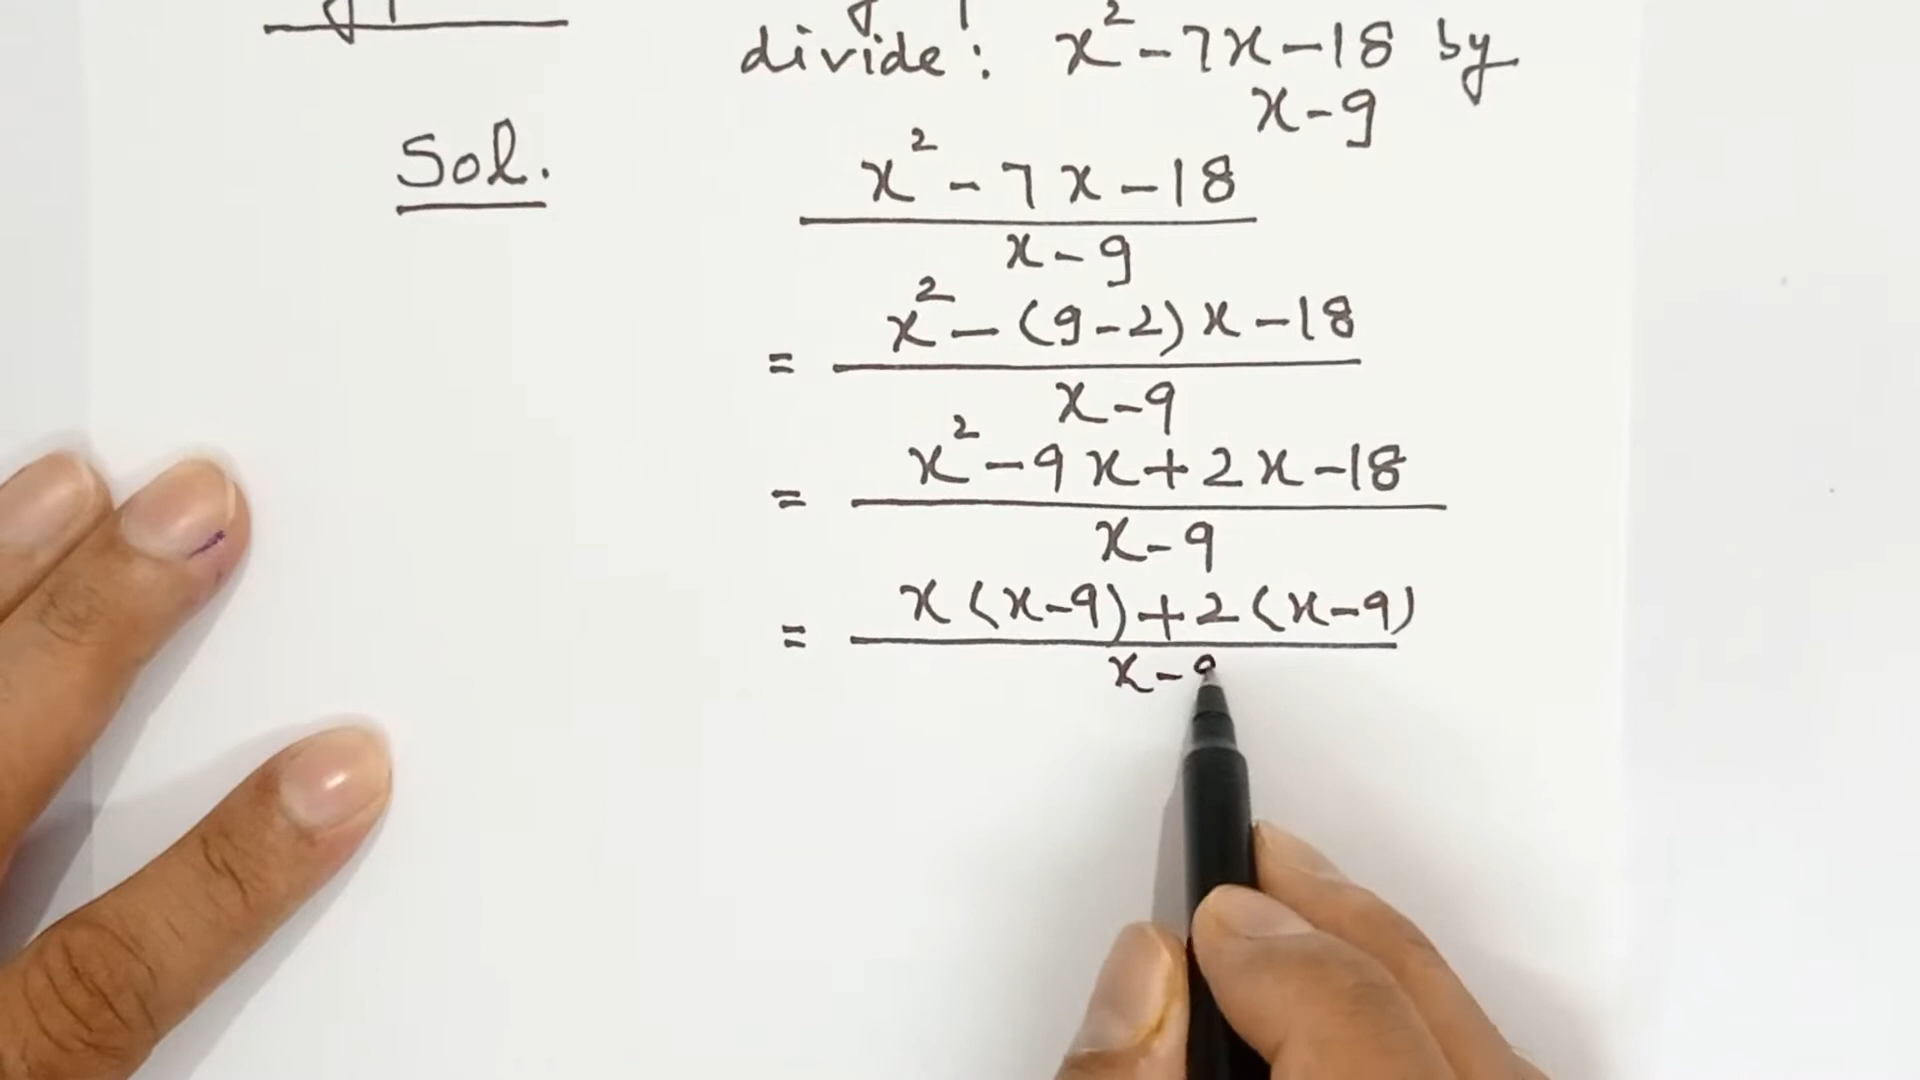 divide: x² - 7x - 18 by
x - 9
Sol.
x² - 7x - 18
x - 9
= x² - (9-2)x - 18
x - 9
= x² - 9x + 2x - 18
x - 9
= x(x-9) + 2(x-9)
x - 9